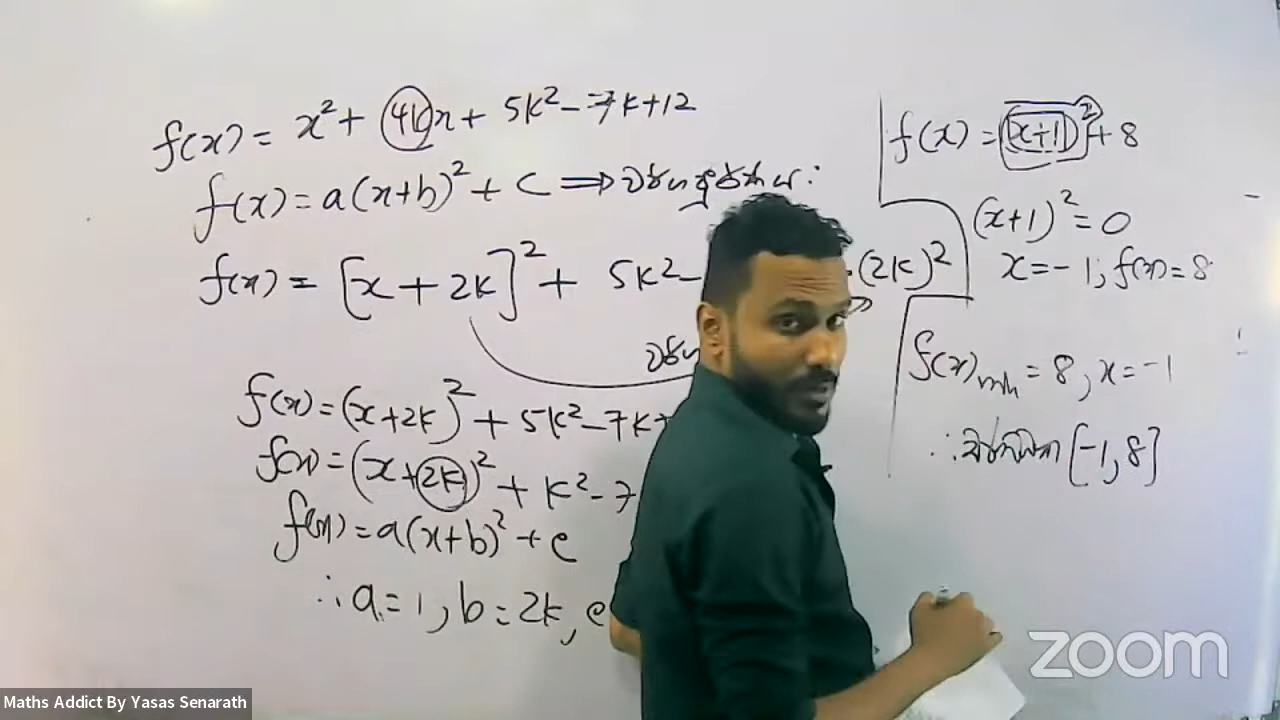 f(x) = x² + 4kx + 5k² - 7k + 12
f(x) = a(x+b)² + c ⟹
f(x) = [x + 2k]² + 5k² -
(2k)²
f(x) = (x+2k)² + 5k² - 7k +
f(x) = (x+2k)² + k² - 7
f(x) = a(x+b)² + c
∴ a = 1, b = 2k, c
f(x) = (x+1)² + 8
(x+1)² = 0
x = -1, f(x) = 8
f(x)min = 8, x = -1
∴ [-1, 8]
zoom
Maths Addict By Yasas Senarath